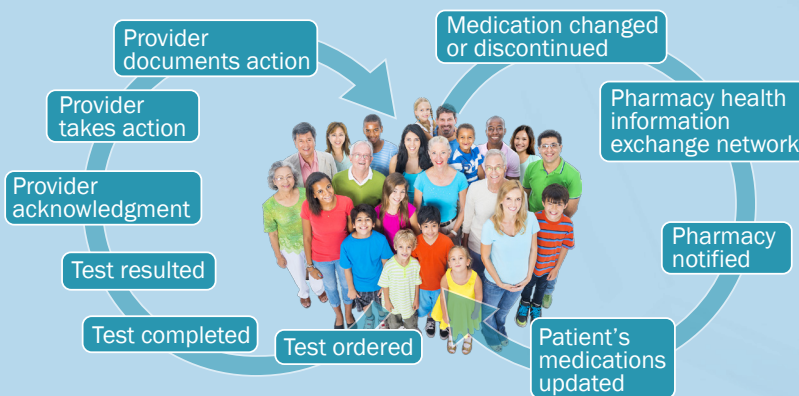 Provider
documents action
Provider
takes action
Provider
acknowledgment
Test resulted
Test completed
Test ordered
Medication changed
or discontinued
Pharmacy health
information
exchange network
Pharmacy
notified
Patient's
medications
updated